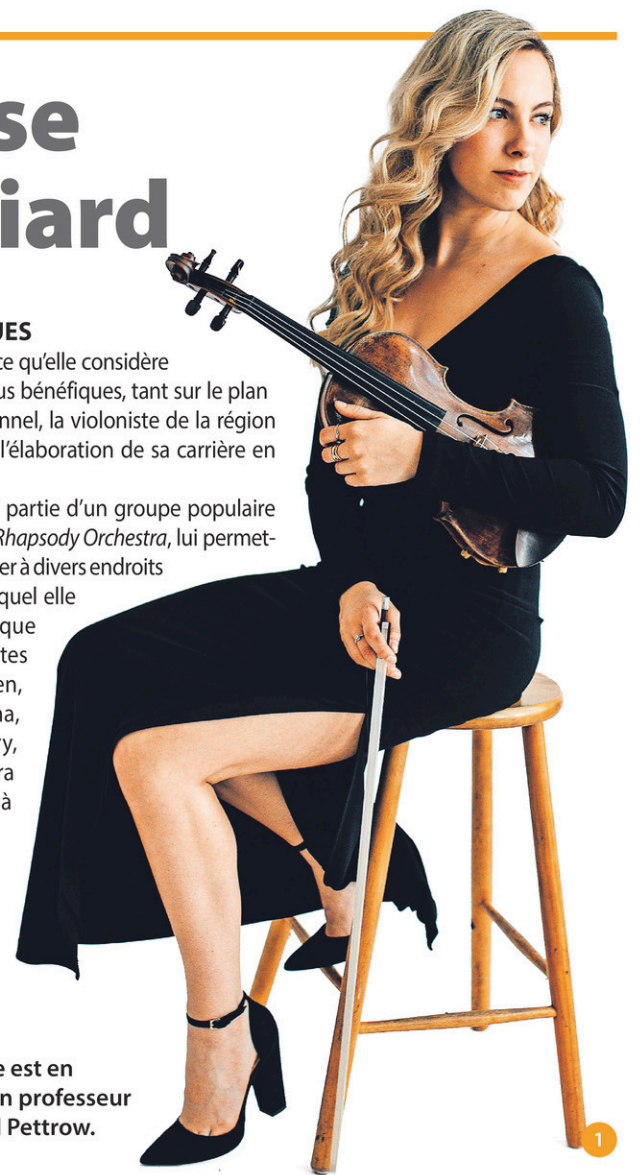 se
iard
UES
ce qu'elle considère
us bénéfiques, tant sur le plan
nnel, la violoniste de la région
l'élaboration de sa carrière en
partie d'un groupe populaire
Rhapsody Orchestra, lui permet-
er à divers endroits
quel elle
que
tes
en,
na,
ry,
ra
à
e est en
n professeur
l Pettrow.
1